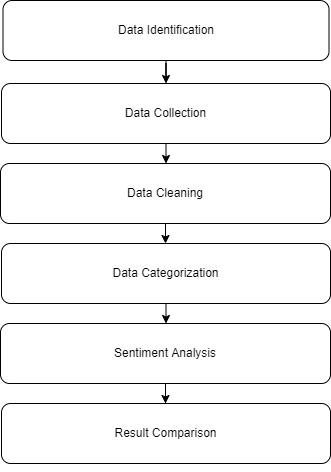 Data Identification
Data Collection
Data Cleaning
Data Categorization
Sentiment Analysis
Result Comparison